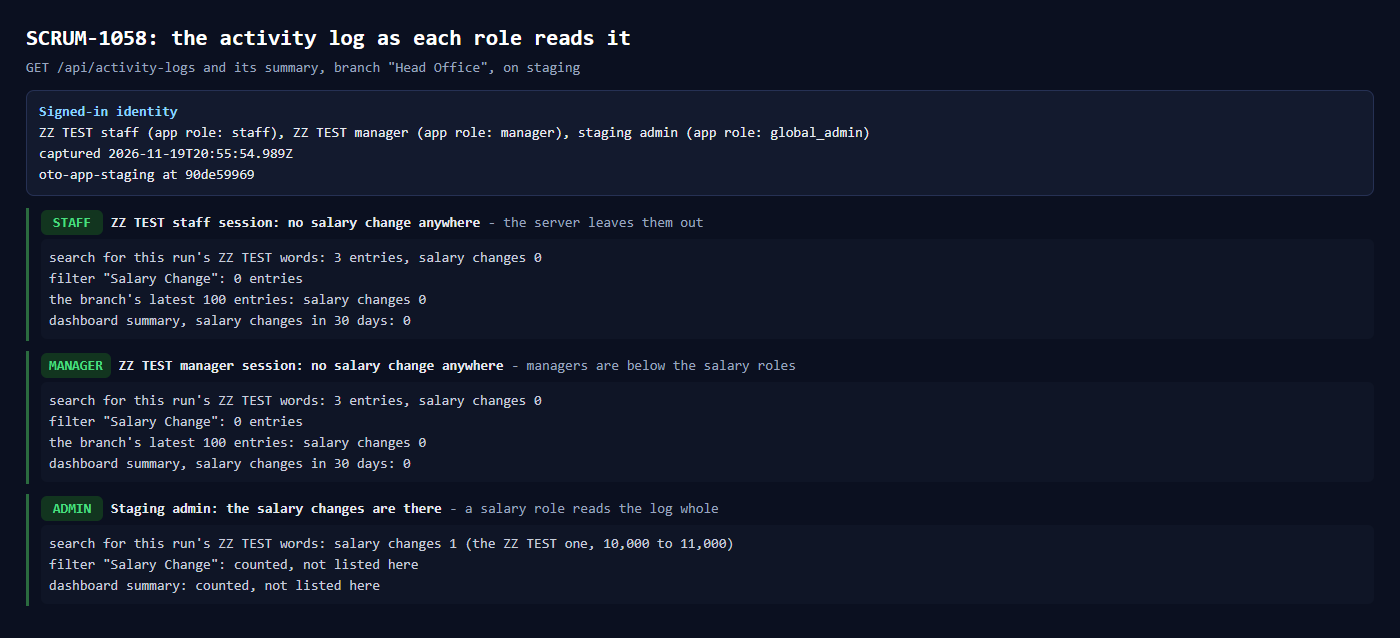 SCRUM-1058: the activity log as each role reads it
GET /api/activity-logs and its summary, branch "Head Office", on staging
Signed-in identity
ZZ TEST staff (app role: staff), ZZ TEST manager (app role: manager), staging admin (app role: global_admin)
captured 2026-11-19T20:55:54.989Z
oto-app-staging at 90de59969
STAFF ZZ TEST staff session: no salary change anywhere - the server leaves them out
search for this run's ZZ TEST words: 3 entries, salary changes 0
filter "Salary Change": 0 entries
the branch's latest 100 entries: salary changes 0
dashboard summary, salary changes in 30 days: 0
MANAGER ZZ TEST manager session: no salary change anywhere - managers are below the salary roles
search for this run's ZZ TEST words: 3 entries, salary changes 0
filter "Salary Change": 0 entries
the branch's latest 100 entries: salary changes 0
dashboard summary, salary changes in 30 days: 0
ADMIN Staging admin: the salary changes are there - a salary role reads the log whole
search for this run's ZZ TEST words: salary changes 1 (the ZZ TEST one, 10,000 to 11,000)
filter "Salary Change": counted, not listed here
dashboard summary: counted, not listed here